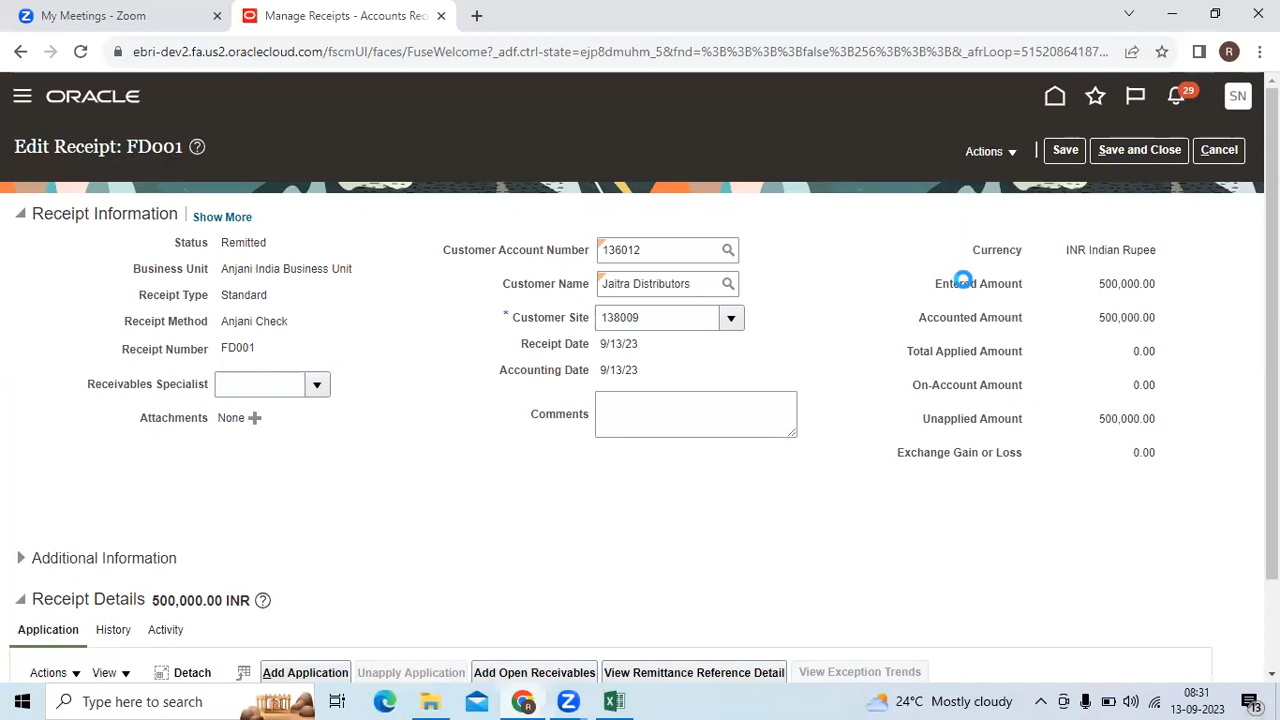 My Meetings - Zoom
Manage Receipts - Accounts Rec
ebri-dev2.fa.us2.oraclecloud.com/fscmUI/faces/FuseWelcome?_adf.ctrl-state=ejp8dmuhm_5&fnd=%3B%3B%3B%3Bfalse%3B256%3B%3B%3B&_afrLoop=51520864187...
R
ORACLE
29
SN
Edit Receipt: FD001
Actions
Save
Save and Close
Cancel
Receipt Information
Show More
Status Remitted
Business Unit Anjani India Business Unit
Receipt Type Standard
Receipt Method Anjani Check
Receipt Number FD001
Receivables Specialist
Attachments None
Customer Account Number 136012
Customer Name Jaitra Distributors
* Customer Site 138009
Receipt Date 9/13/23
Accounting Date 9/13/23
Comments
Currency INR Indian Rupee
Entered Amount 500,000.00
Accounted Amount 500,000.00
Total Applied Amount 0.00
On-Account Amount 0.00
Unapplied Amount 500,000.00
Exchange Gain or Loss 0.00
Additional Information
Receipt Details 500,000.00 INR
Application History Activity
Actions View Detach Add Application Unapply Application Add Open Receivables View Remittance Reference Detail View Exception Trends
Type here to search
24°C Mostly cloudy
08:31
13-09-2023
13